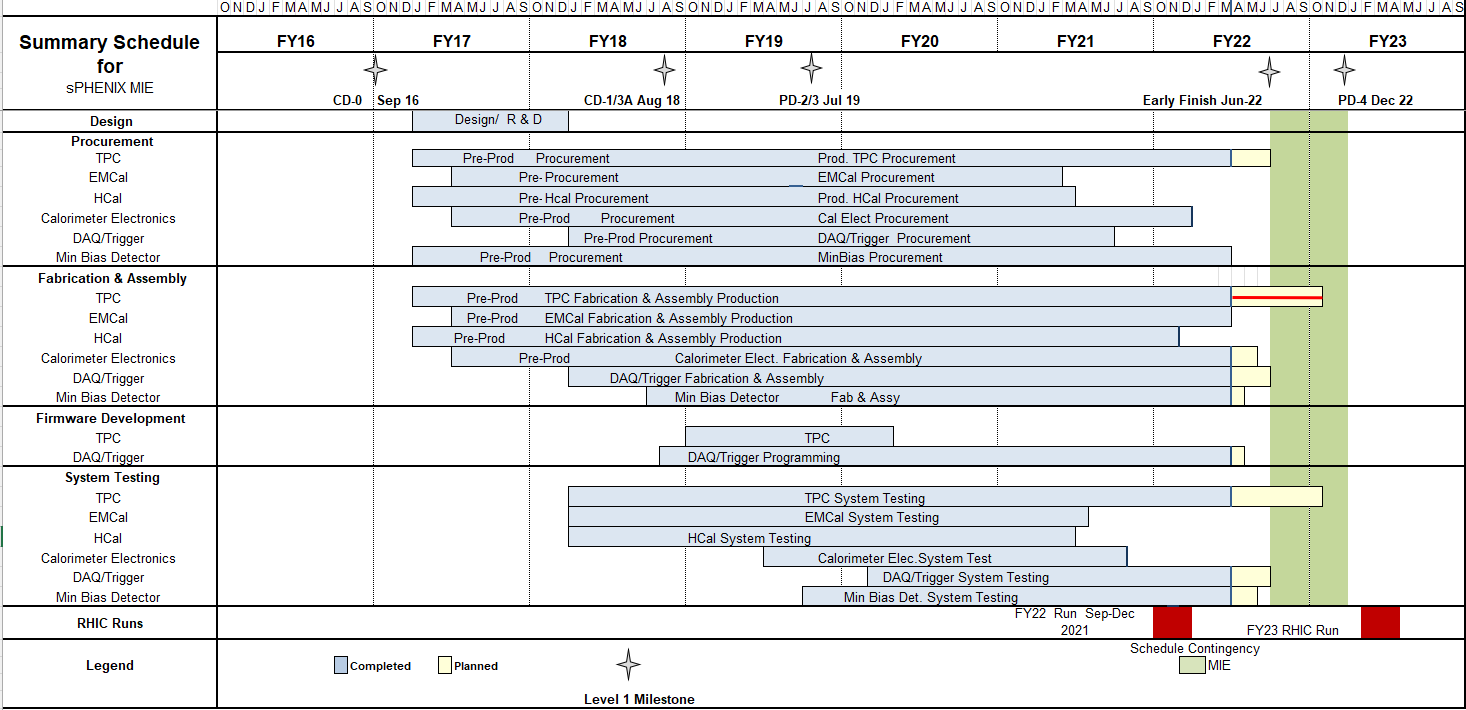 O N D J F M A M J J A S O N D J F M A M J J A S O N D J F M A M J J A S O N D J F M A M J J A S O N D J F M A M J J A S O N D J F M A M J J A S O N D J F M A M J J A S O N D J F M A M J J A S
Summary Schedule
for
sPHENIX MIE
FY16 FY17 FY18 FY19 FY20 FY21 FY22 FY23
CD-0 Sep 16 CD-1/3A Aug 18 PD-2/3 Jul 19 Early Finish Jun-22 PD-4 Dec 22
Design Design/ R & D
Procurement
TPC Pre-Prod Procurement Prod. TPC Procurement
EMCal Pre- Procurement EMCal Procurement
HCal Pre- Hcal Procurement Prod. HCal Procurement
Calorimeter Electronics Pre-Prod Procurement Cal Elect Procurement
DAQ/Trigger Pre-Prod Procurement DAQ/Trigger Procurement
Min Bias Detector Pre-Prod Procurement MinBias Procurement
Fabrication & Assembly
TPC Pre-Prod TPC Fabrication & Assembly Production
EMCal Pre-Prod EMCal Fabrication & Assembly Production
HCal Pre-Prod HCal Fabrication & Assembly Production
Calorimeter Electronics Pre-Prod Calorimeter Elect. Fabrication & Assembly
DAQ/Trigger DAQ/Trigger Fabrication & Assembly
Min Bias Detector Min Bias Detector Fab & Assy
Firmware Development
TPC TPC
DAQ/Trigger DAQ/Trigger Programming
System Testing
TPC TPC System Testing
EMCal EMCal System Testing
HCal HCal System Testing
Calorimeter Electronics Calorimeter Elec.System Test
DAQ/Trigger DAQ/Trigger System Testing
Min Bias Detector Min Bias Det. System Testing
RHIC Runs FY22 Run Sep-Dec
2021 FY23 RHIC Run
Legend Completed Planned Schedule Contingency
MIE
Level 1 Milestone